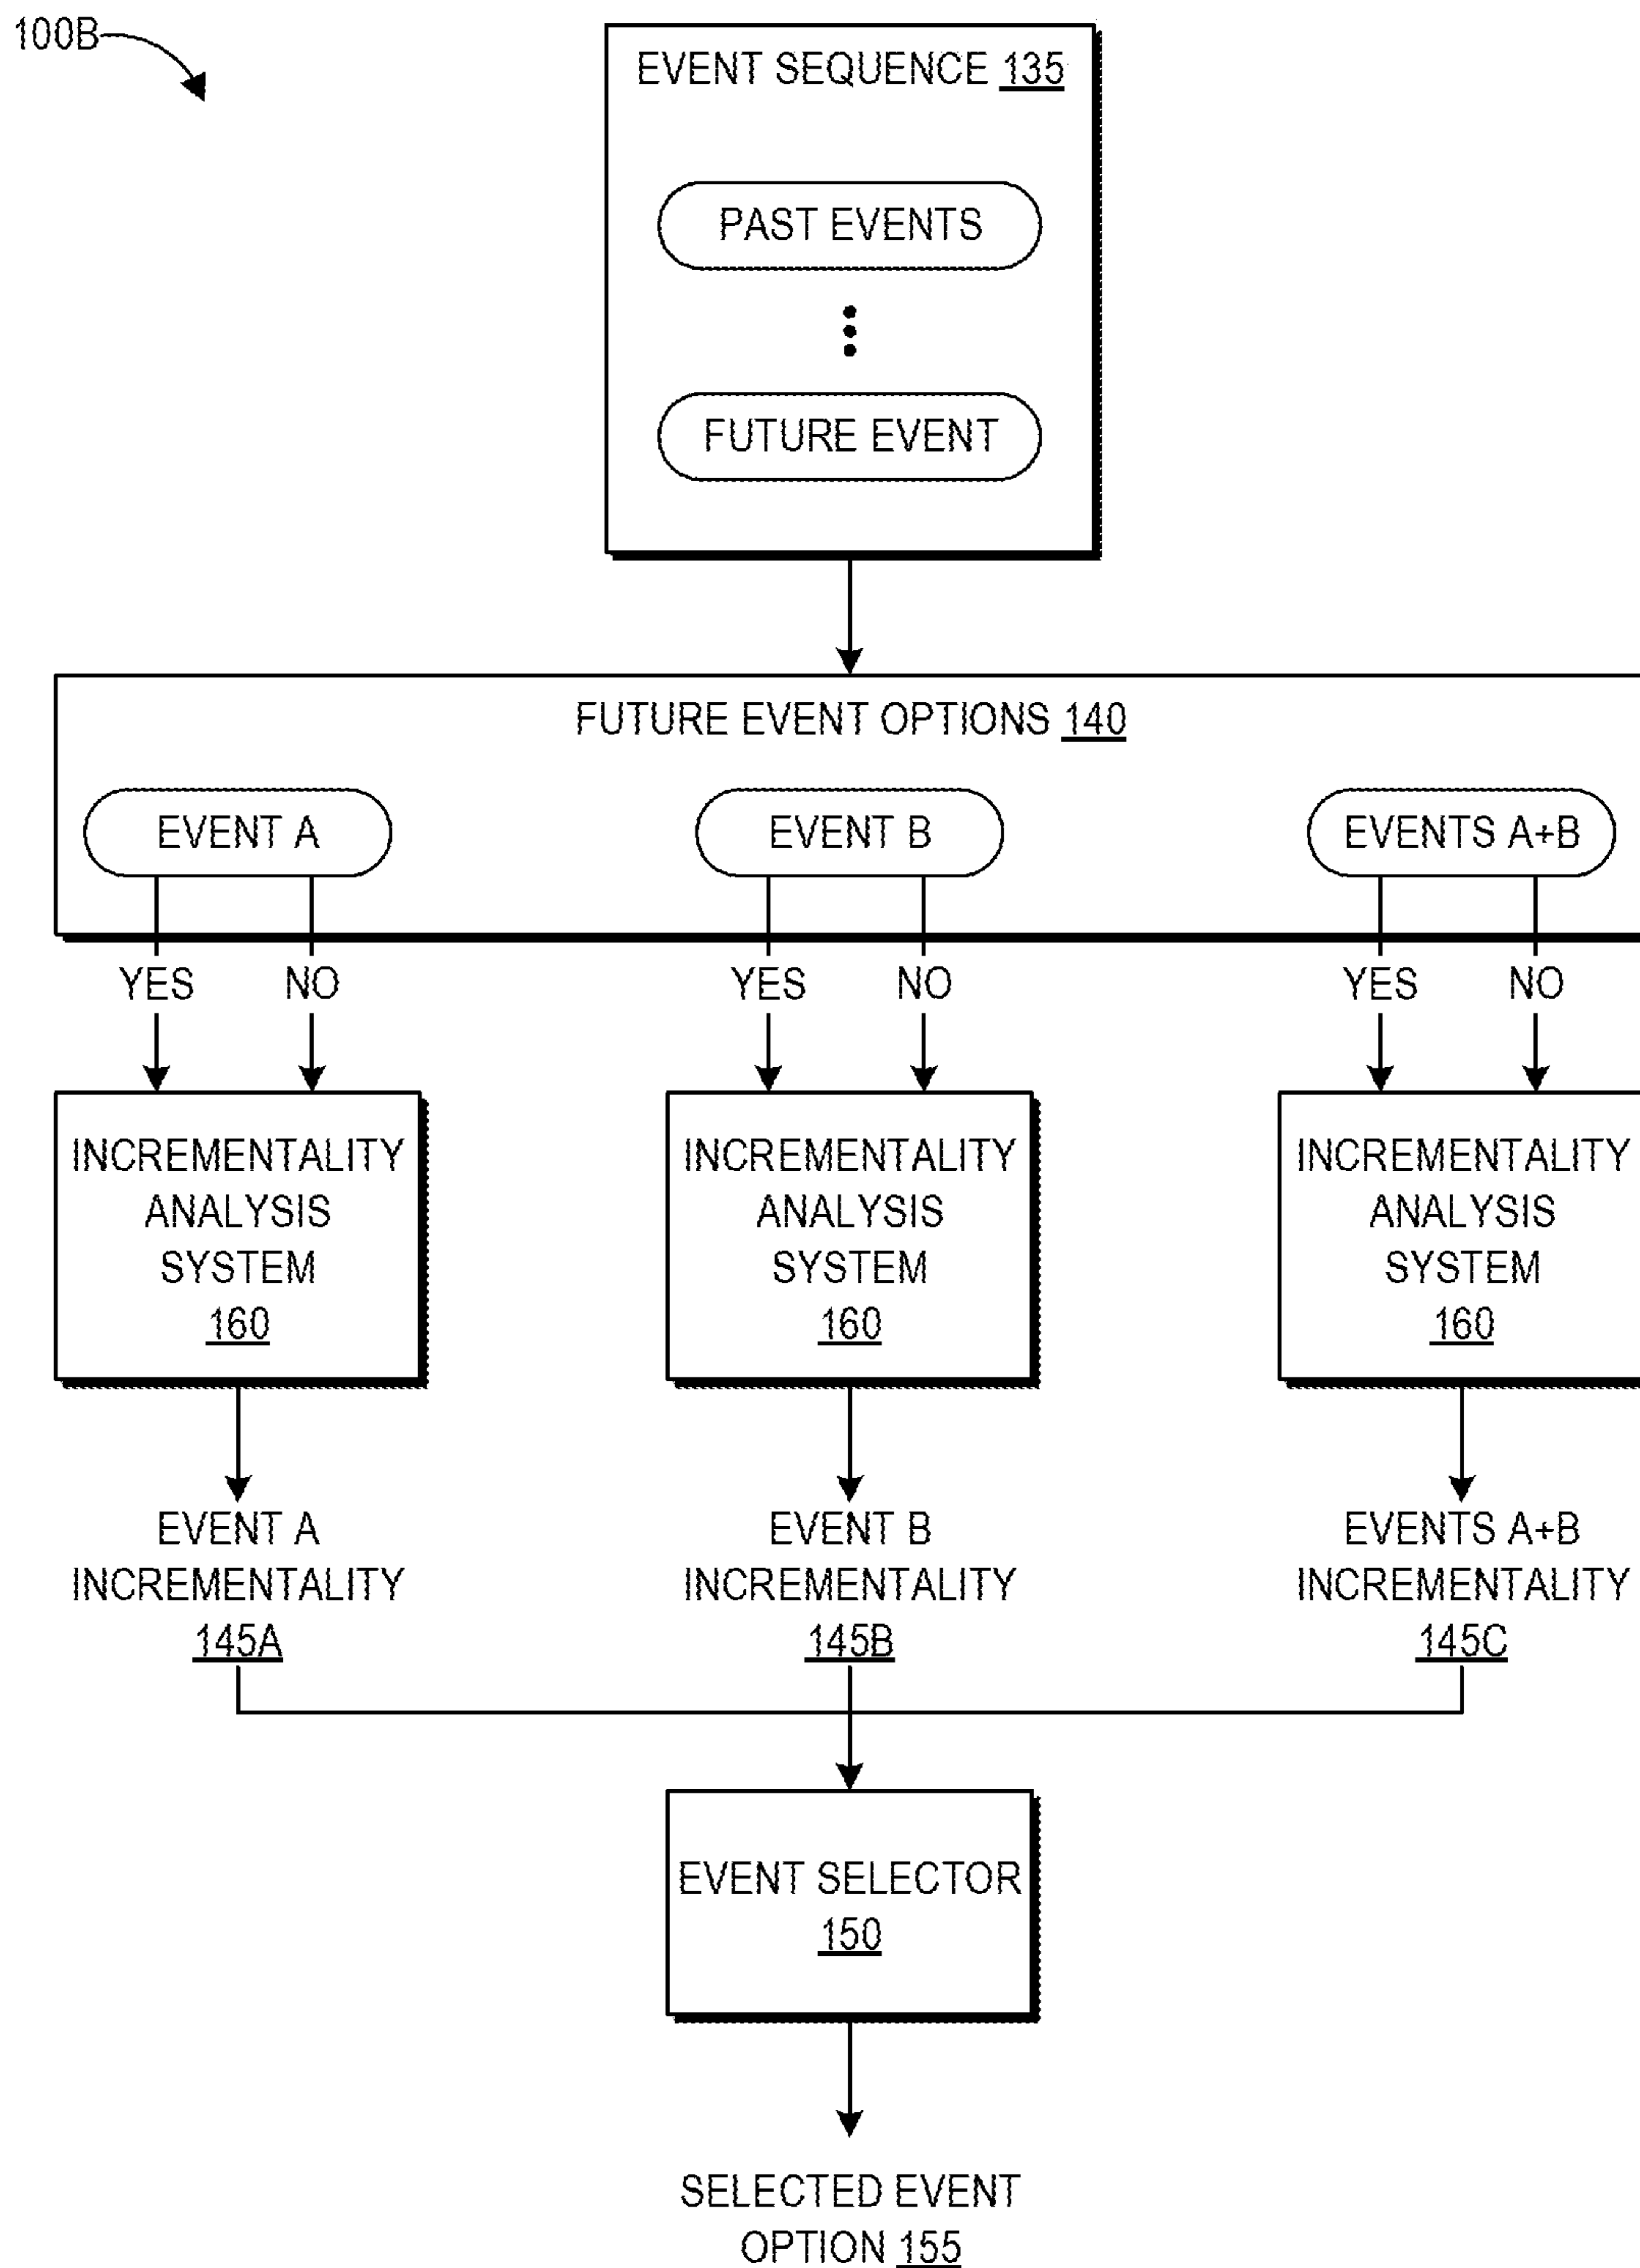 100B
EVENT SEQUENCE 135
PAST EVENTS
FUTURE EVENT
FUTURE EVENT OPTIONS 140
EVENT A
EVENT B
EVENTS A+B
YES
NO
YES
NO
YES
NO
INCREMENTALITY
ANALYSIS
SYSTEM
160
INCREMENTALITY
ANALYSIS
SYSTEM
160
INCREMENTALITY
ANALYSIS
SYSTEM
160
EVENT A
INCREMENTALITY
145A
EVENT B
INCREMENTALITY
145B
EVENTS A+B
INCREMENTALITY
145C
EVENT SELECTOR
150
SELECTED EVENT
OPTION 155